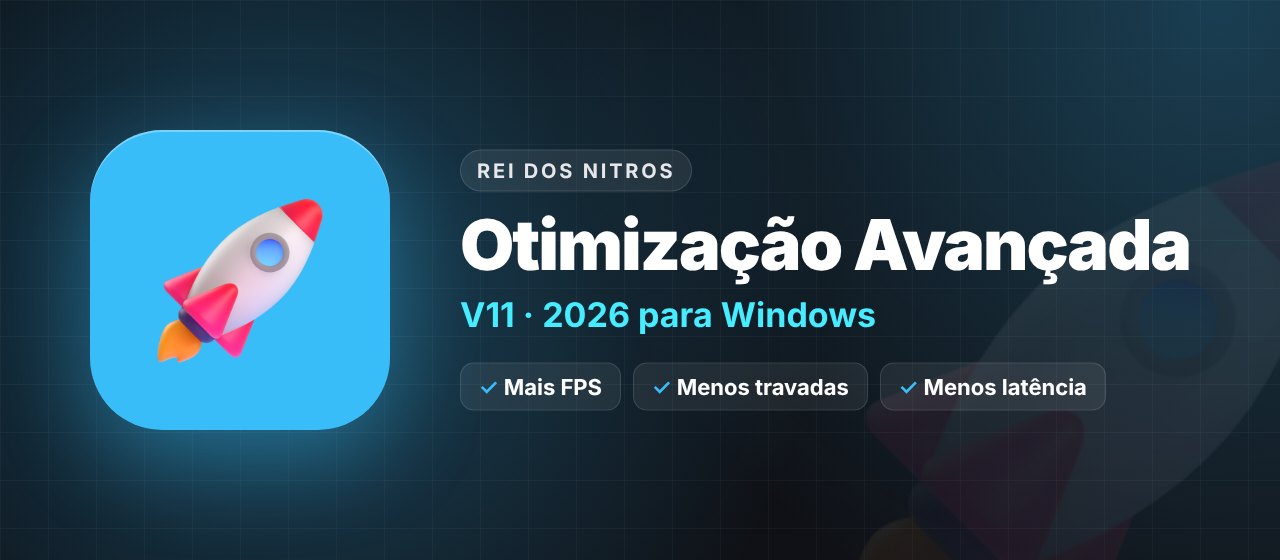 REI DOS NITROS
Otimização Avançada
V11 · 2026 para Windows
✓ Mais FPS ✓ Menos travadas ✓ Menos latência